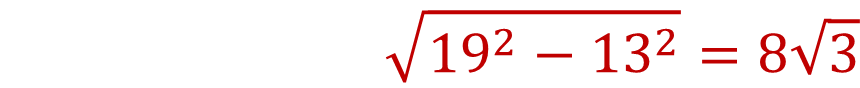 √(19² − 13²) = 8√3